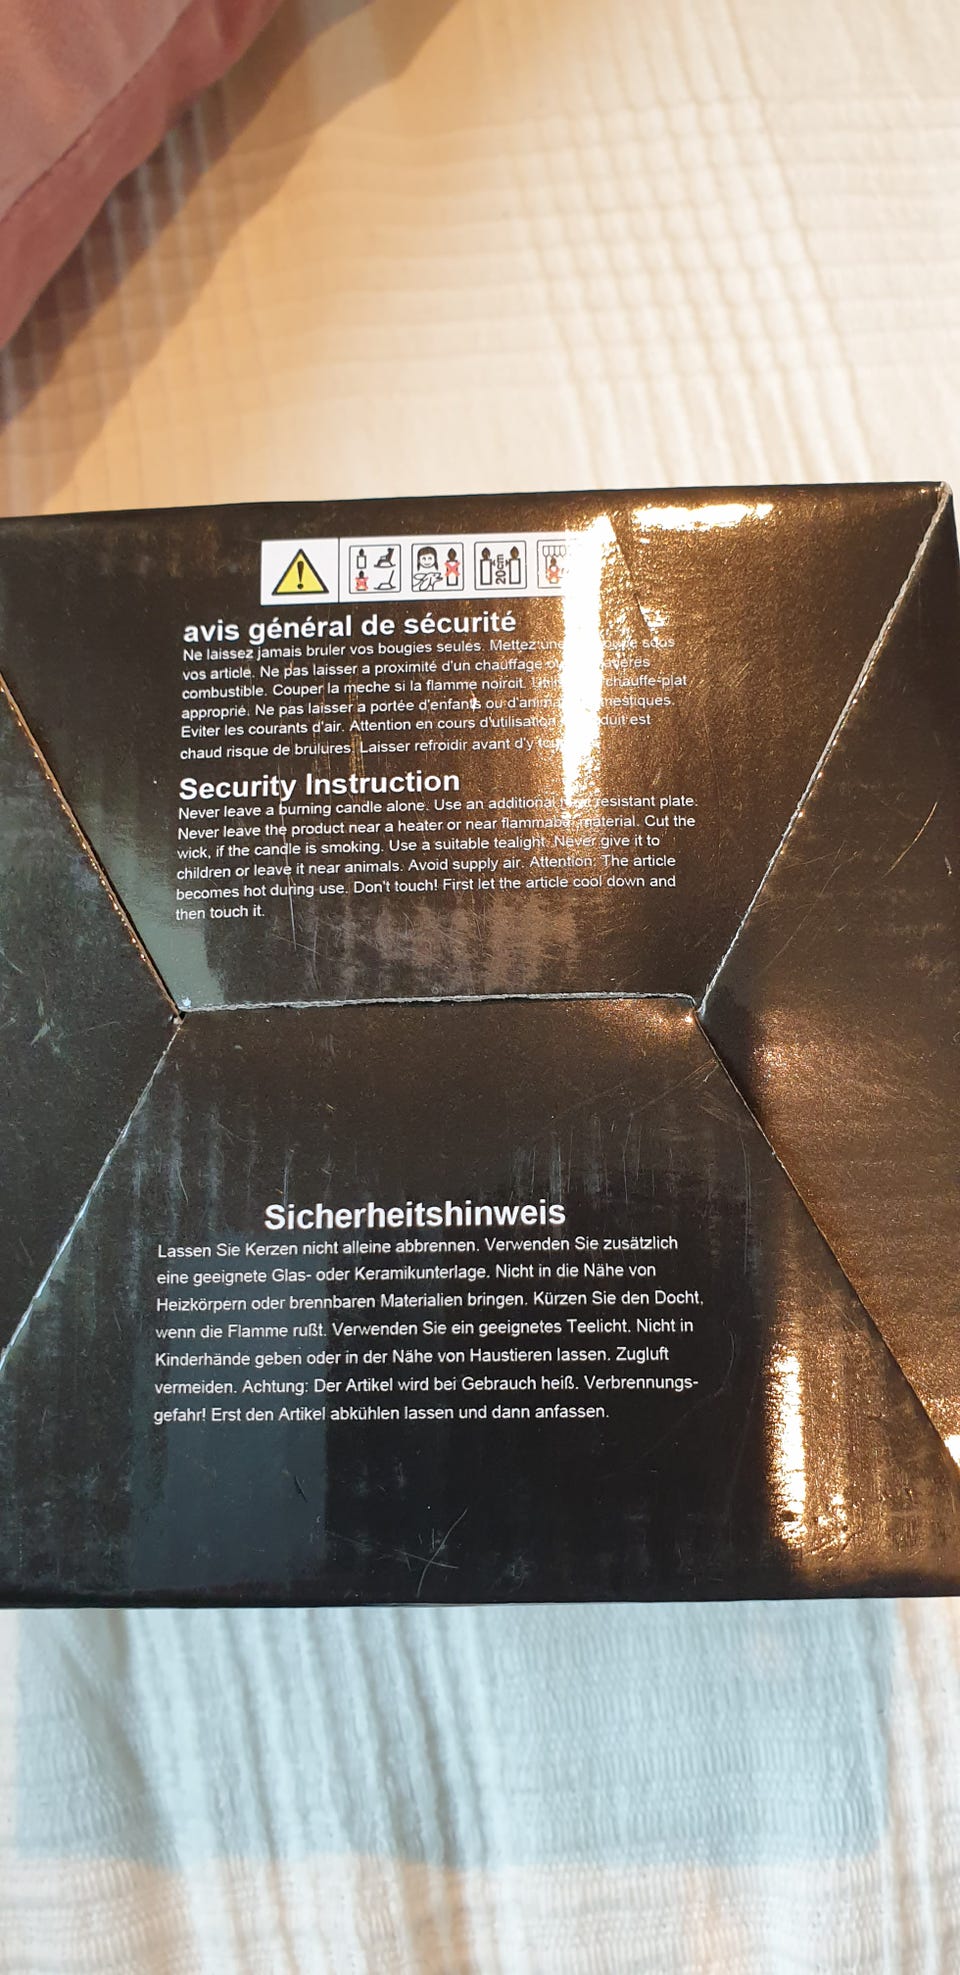 20cm
avis général de sécurité
Ne laissez jamais bruler vos bougies seules. Mettez une sous
vos article. Ne pas laisser a proximité d'un chauffage
combustible. Couper la meche si la flamme noircit. chauffe-plat
approprié. Ne pas laisser a portée d'enfants ou
Eviter les courants d'air. Attention en cours d'utilisation est
chaud risque de brulures. Laisser refroidir avant d'y
Security Instruction
Never leave a burning candle alone. Use an additional resistant plate.
Never leave the product near a heater or near material. Cut the
wick, if the candle is smoking. Use a suitable tealight. Never give it to
children or leave it near animals. Avoid supply air. Attention: The article
becomes hot during use. Don't touch! First let the article cool down and
then touch it.
Sicherheitshinweis
Lassen Sie Kerzen nicht alleine abbrennen. Verwenden Sie zusätzlich
eine geeignete Glas- oder Keramikunterlage. Nicht in die Nähe von
Heizkörpern oder brennbaren Materialien bringen. Kürzen Sie den Docht,
wenn die Flamme rußt. Verwenden Sie ein geeignetes Teelicht. Nicht in
Kinderhände geben oder in der Nähe von Haustieren lassen. Zugluft
vermeiden. Achtung: Der Artikel wird bei Gebrauch heiß. Verbrennungs-
gefahr! Erst den Artikel abkühlen lassen und dann anfassen.